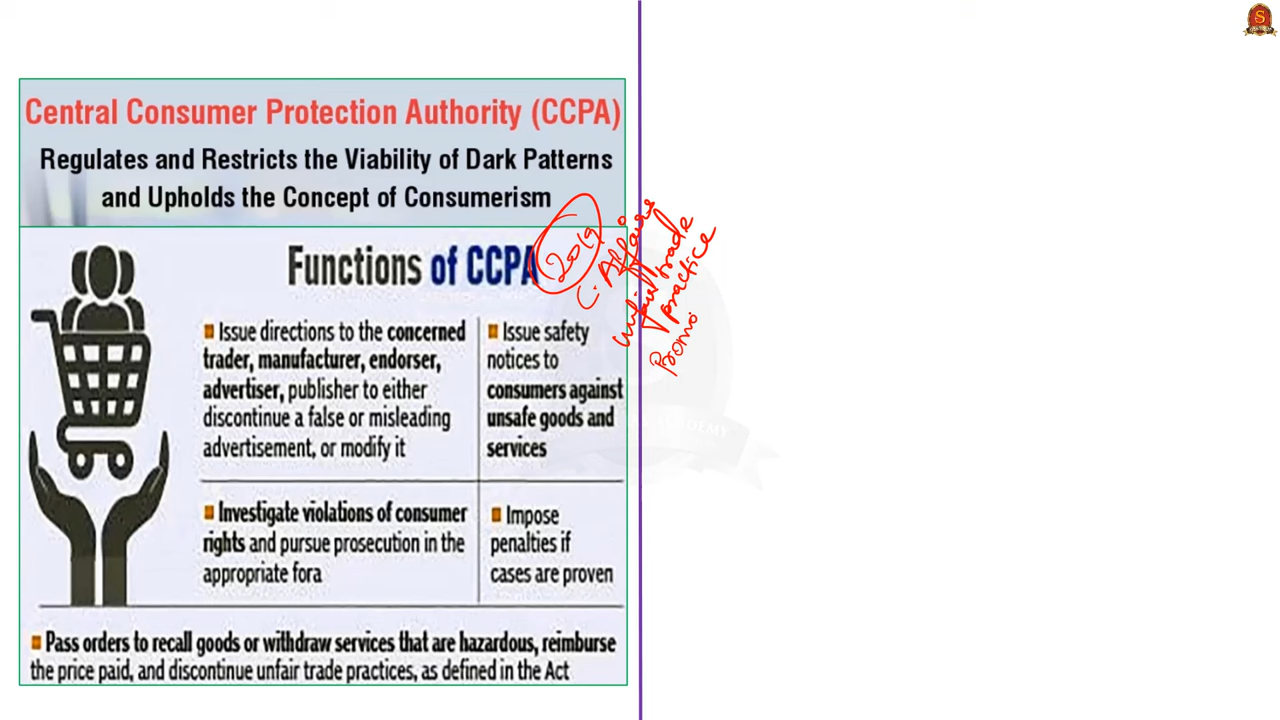 Central Consumer Protection Authority (CCPA)
Regulates and Restricts the Viability of Dark Patterns
and Upholds the Concept of Consumerism
Functions of CCPA
Issue directions to the concerned
trader, manufacturer, endorser,
advertiser, publisher to either
discontinue a false or misleading
advertisement, or modify it
Issue safety
notices to
consumers against
unsafe goods and
services
Investigate violations of consumer
rights and pursue prosecution in the
appropriate fora
Impose
penalties if
cases are proven
Pass orders to recall goods or withdraw services that are hazardous, reimburse
the price paid, and discontinue unfair trade practices, as defined in the Act
2019
C. Affairs
Unfair trade
practice
Promo